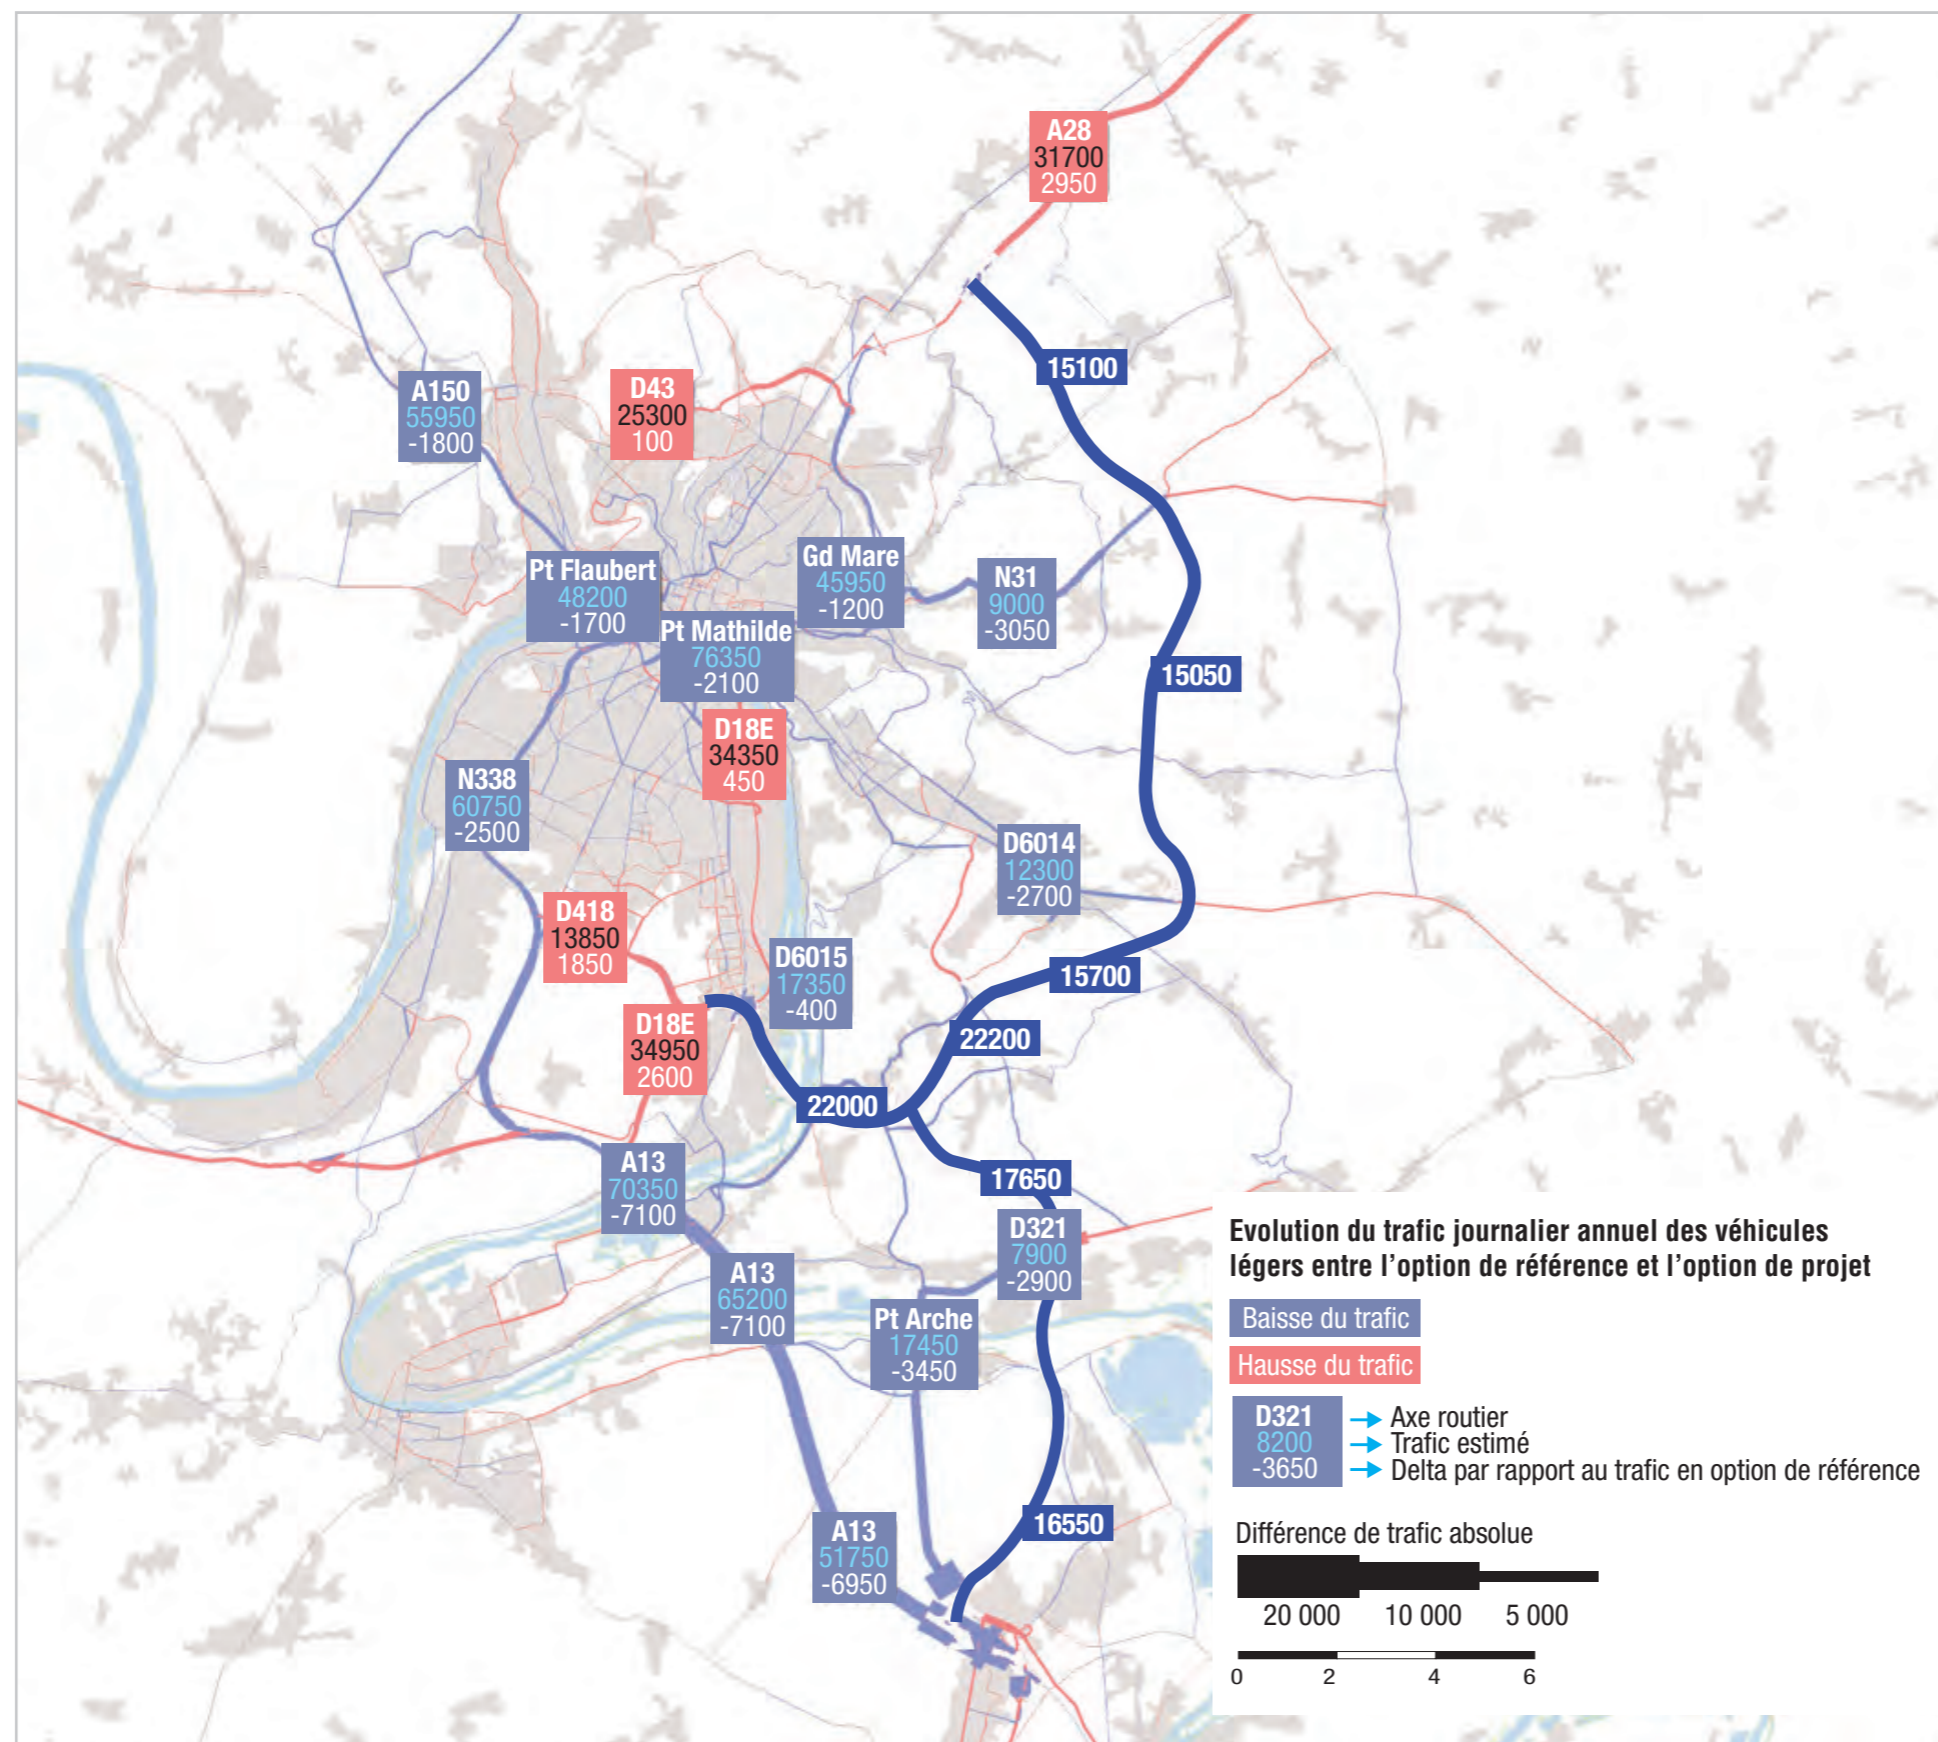 A28
31700
2950
15100
A150
55950
-1800
D43
25300
100
Pt Flaubert
48200
-1700
Gd Mare
45950
-1200
N31
9000
-3050
Pt Mathilde
76350
-2100
15050
D18E
34350
450
N338
60750
-2500
D6014
12300
-2700
D418
13850
1850
D6015
17350
-400
15700
D18E
34950
2600
22200
22000
17650
A13
70350
-7100
D321
7900
-2900
A13
65200
-7100
Pt Arche
17450
-3450
A13
51750
-6950
16550
Evolution du trafic journalier annuel des véhicules
légers entre l'option de référence et l'option de projet
Baisse du trafic
Hausse du trafic
D321
8200
-3650
Axe routier
Trafic estimé
Delta par rapport au trafic en option de référence
Différence de trafic absolue
20 000 10 000 5 000
0 2 4 6